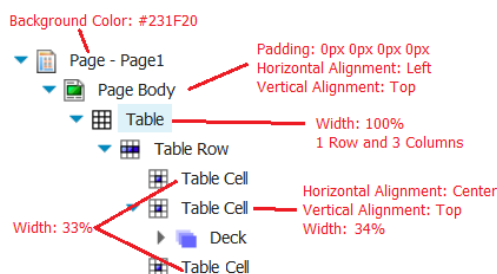 Background Color: #231F20
Page - Page1
Padding: 0px 0px 0px 0px
Horizontal Alignment: Left
Vertical Alignment: Top
Page Body
Table
Width: 100%
1 Row and 3 Columns
Table Row
Table Cell
Horizontal Alignment: Center
Vertical Alignment: Top
Width: 34%
Table Cell
Width: 33%
Deck
Table Cell